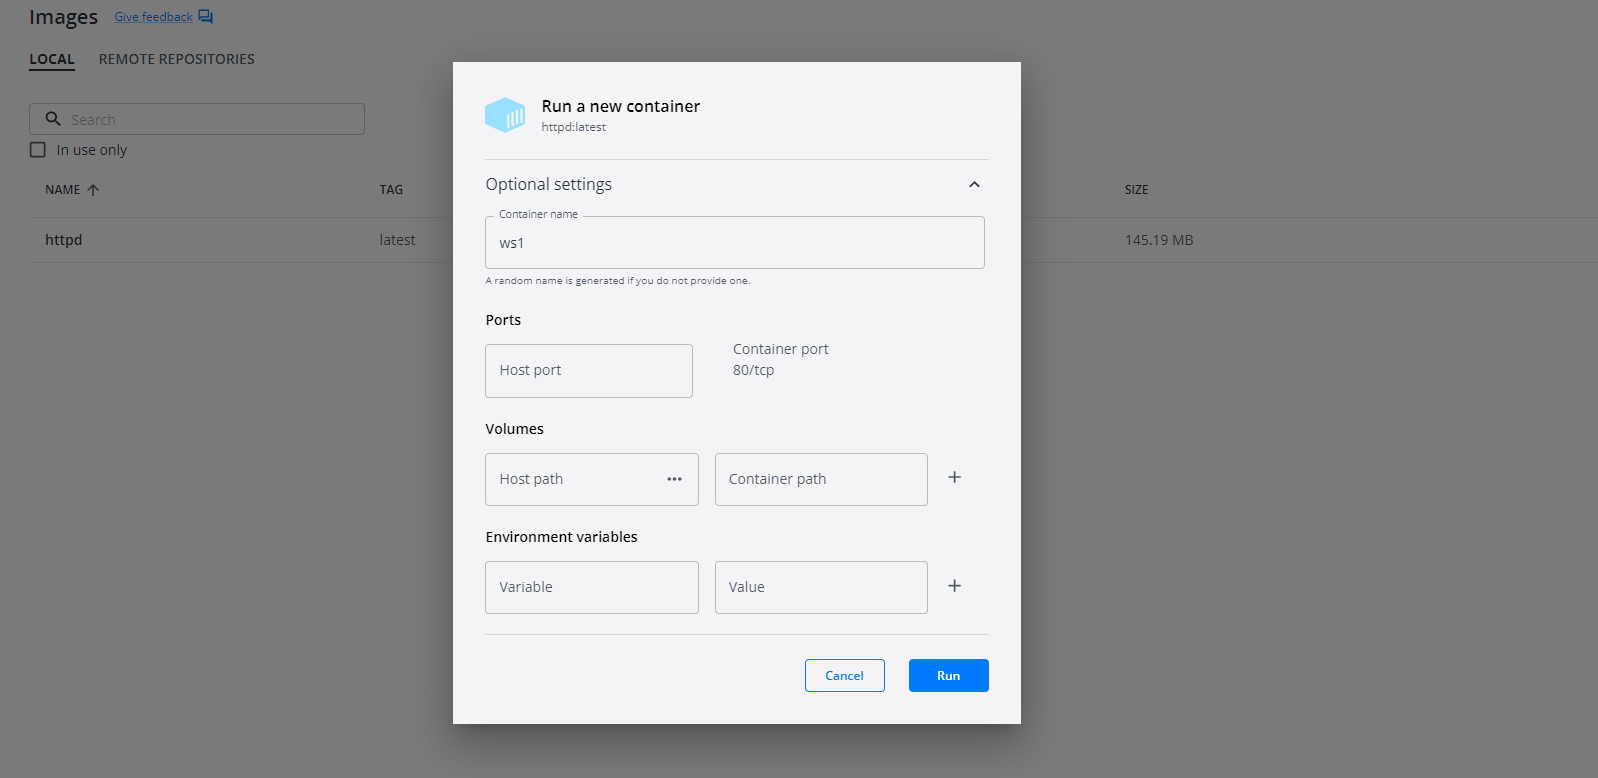 Images Give feedback
LOCAL REMOTE REPOSITORIES
Search
In use only
NAME TAG SIZE
httpd latest 145.19 MB
Run a new container
httpd:latest
Optional settings
Container name
ws1
A random name is generated if you do not provide one.
Ports
Host port
Container port
80/tcp
Volumes
Host path ••• Container path +
Environment variables
Variable Value +
Cancel Run